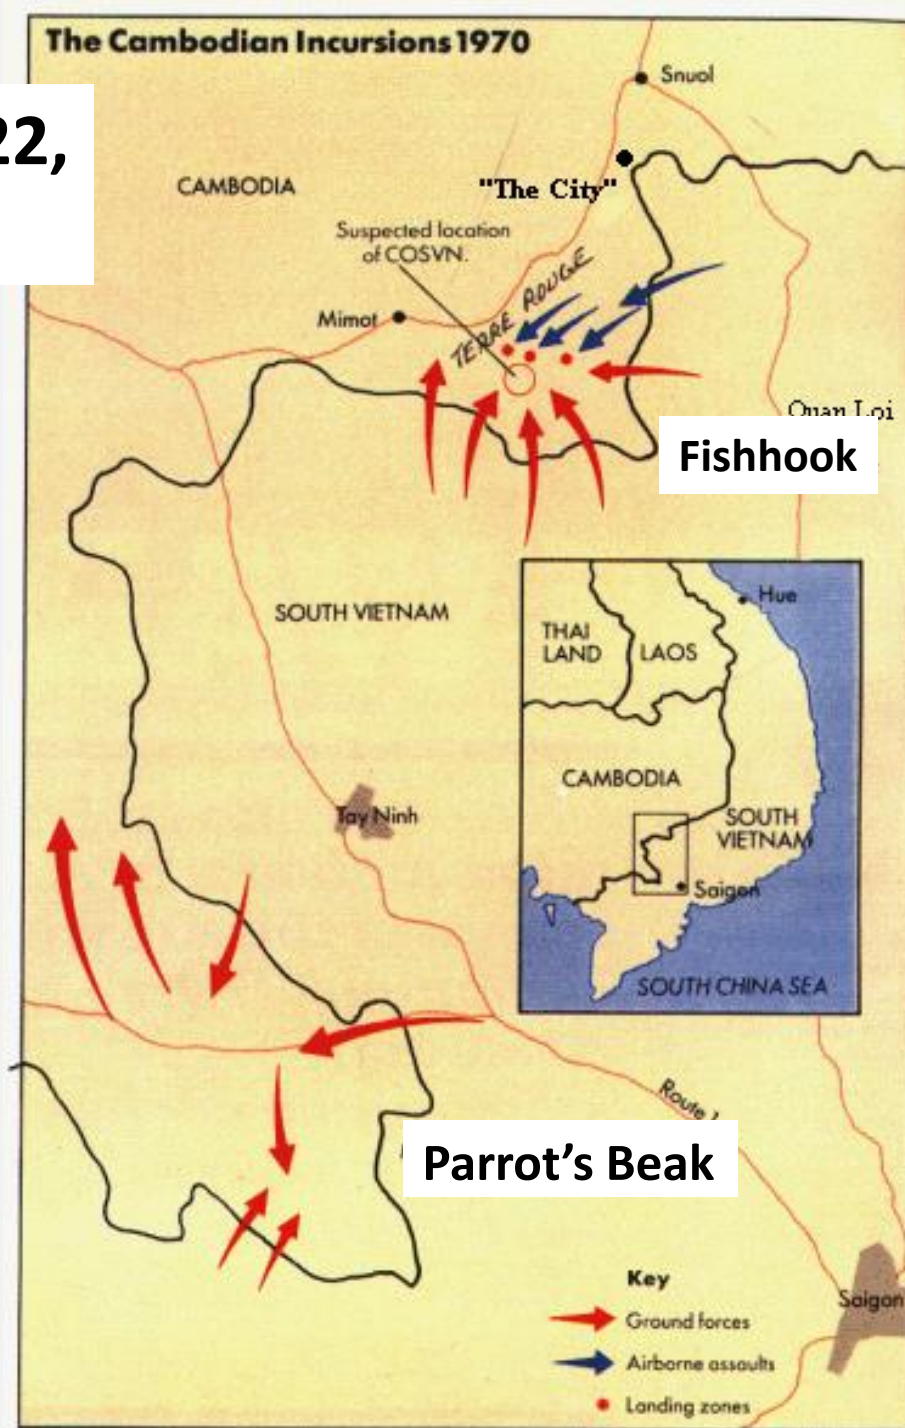 The Cambodian Incursions 1970
22,
Snuol
CAMBODIA
"The City"
Suspected location
of COSVN.
TERRE ROUGE
Mimot
Quan Loi
Fishhook
SOUTH VIETNAM
Hue
THAI
LAND
LAOS
CAMBODIA
SOUTH
VIETNAM
Saigon
SOUTH CHINA SEA
Tay Ninh
Route
Parrot’s Beak
Key
Ground forces
Airborne assaults
Landing zones
Saigon